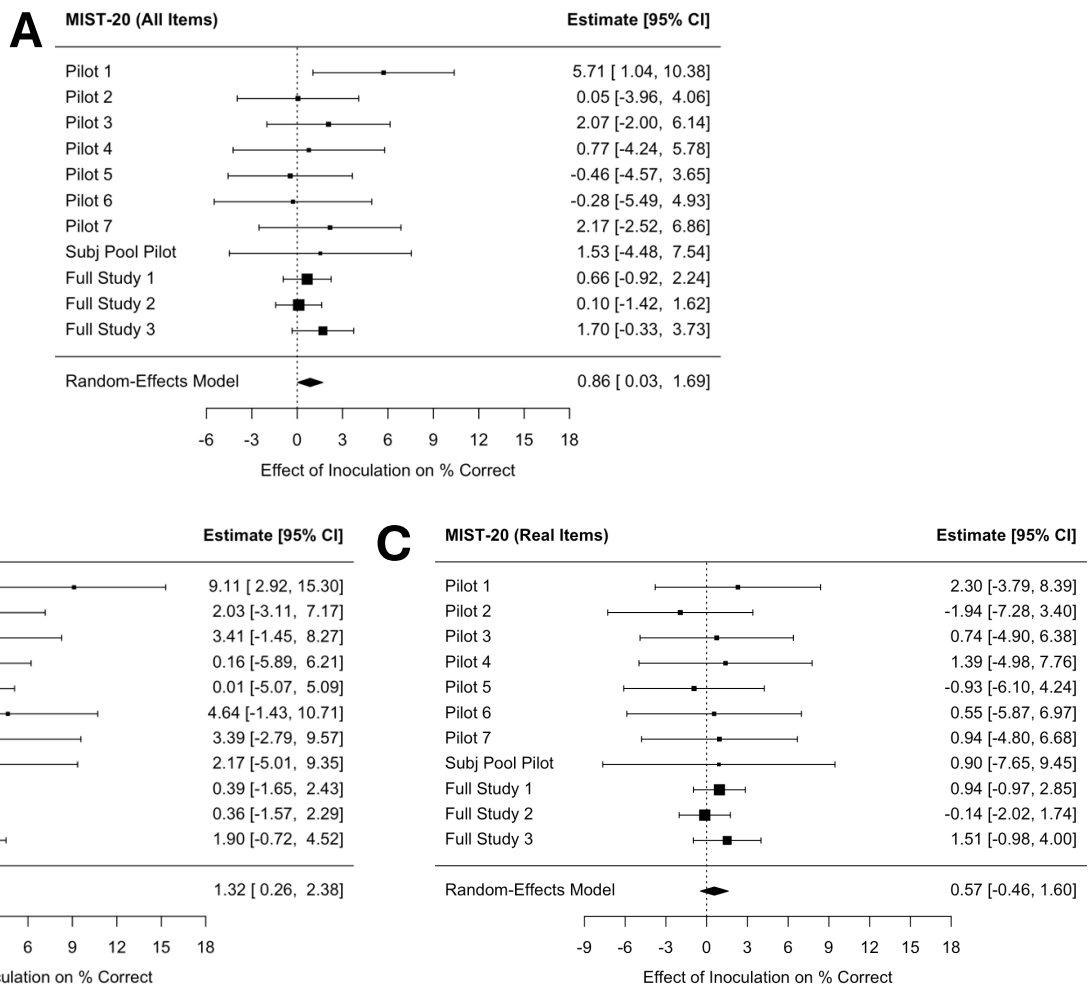 A
MIST-20 (All Items) Estimate [95% CI]
Pilot 1 5.71 [ 1.04, 10.38]
Pilot 2 0.05 [-3.96, 4.06]
Pilot 3 2.07 [-2.00, 6.14]
Pilot 4 0.77 [-4.24, 5.78]
Pilot 5 -0.46 [-4.57, 3.65]
Pilot 6 -0.28 [-5.49, 4.93]
Pilot 7 2.17 [-2.52, 6.86]
Subj Pool Pilot 1.53 [-4.48, 7.54]
Full Study 1 0.66 [-0.92, 2.24]
Full Study 2 0.10 [-1.42, 1.62]
Full Study 3 1.70 [-0.33, 3.73]
Random-Effects Model 0.86 [ 0.03, 1.69]
-6 -3 0 3 6 9 12 15 18
Effect of Inoculation on % Correct
Estimate [95% CI]
9.11 [ 2.92, 15.30]
2.03 [-3.11, 7.17]
3.41 [-1.45, 8.27]
0.16 [-5.89, 6.21]
0.01 [-5.07, 5.09]
4.64 [-1.43, 10.71]
3.39 [-2.79, 9.57]
2.17 [-5.01, 9.35]
0.39 [-1.65, 2.43]
0.36 [-1.57, 2.29]
1.90 [-0.72, 4.52]
1.32 [ 0.26, 2.38]
6 9 12 15 18
culation on % Correct
C
MIST-20 (Real Items) Estimate [95% CI]
Pilot 1 2.30 [-3.79, 8.39]
Pilot 2 -1.94 [-7.28, 3.40]
Pilot 3 0.74 [-4.90, 6.38]
Pilot 4 1.39 [-4.98, 7.76]
Pilot 5 -0.93 [-6.10, 4.24]
Pilot 6 0.55 [-5.87, 6.97]
Pilot 7 0.94 [-4.80, 6.68]
Subj Pool Pilot 0.90 [-7.65, 9.45]
Full Study 1 0.94 [-0.97, 2.85]
Full Study 2 -0.14 [-2.02, 1.74]
Full Study 3 1.51 [-0.98, 4.00]
Random-Effects Model 0.57 [-0.46, 1.60]
-9 -6 -3 0 3 6 9 12 15 18
Effect of Inoculation on % Correct